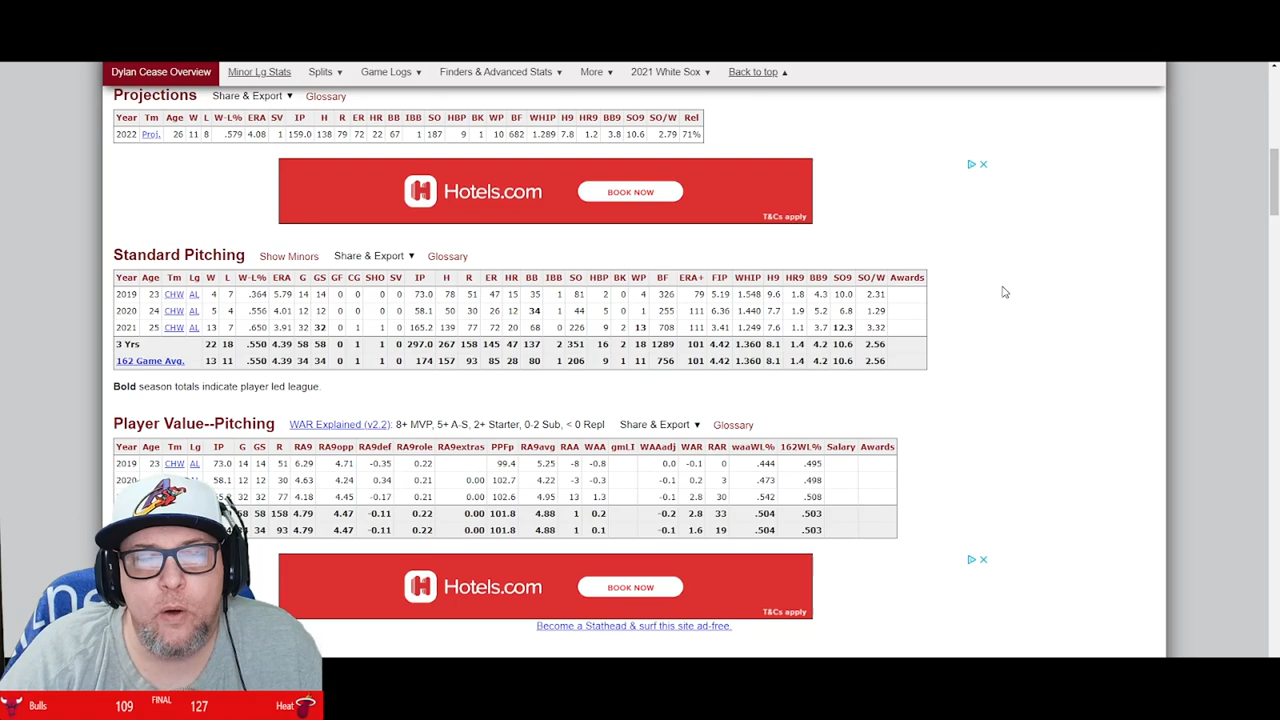 Dylan Cease Overview Minor Lg Stats Splits ▼ Game Logs ▼ Finders & Advanced Stats ▼ More ▼ 2021 White Sox ▼ Back to top ▲
Projections Share & Export ▼ Glossary
Year Tm Age W L W-L% ERA SV IP H R ER HR BB IBB SO HBP BK WP BF WHIP H9 HR9 BB9 SO9 SO/W Rel
2022 Proj. 26 11 8 .579 4.08 1 159.0 138 79 72 22 67 1 187 9 1 10 682 1.289 7.8 1.2 3.8 10.6 2.79 71%
Hotels.com BOOK NOW
T&Cs apply
Standard Pitching Show Minors Share & Export ▼ Glossary
Year Age Tm Lg W L W-L% ERA G GS GF CG SHO SV IP H R ER HR BB IBB SO HBP BK WP BF ERA+ FIP WHIP H9 HR9 BB9 SO9 SO/W Awards
2019 23 CHW AL 4 7 .364 5.79 14 14 0 0 0 0 73.0 78 51 47 15 35 1 81 2 0 4 326 79 5.19 1.548 9.6 1.8 4.3 10.0 2.31
2020 24 CHW AL 5 4 .556 4.01 12 12 0 0 0 0 58.1 50 30 26 12 34 1 44 5 0 1 255 111 6.36 1.440 7.7 1.9 5.2 6.8 1.29
2021 25 CHW AL 13 7 .650 3.91 32 32 0 1 1 0 165.2 139 77 72 20 68 0 226 9 2 13 708 111 3.41 1.249 7.6 1.1 3.7 12.3 3.32
3 Yrs 22 18 .550 4.39 58 58 0 1 1 0 297.0 267 158 145 47 137 2 351 16 2 18 1289 101 4.42 1.360 8.1 1.4 4.2 10.6 2.56
162 Game Avg. 13 11 .550 4.39 34 34 0 1 1 0 174 157 93 85 28 80 1 206 9 1 11 756 101 4.42 1.360 8.1 1.4 4.2 10.6 2.56
Bold season totals indicate player led league.
Player Value--Pitching WAR Explained (v2.2): 8+ MVP, 5+ A-S, 2+ Starter, 0-2 Sub, < 0 Repl Share & Export ▼ Glossary
Year Age Tm Lg IP G GS R RA9 RA9opp RA9def RA9role RA9extras PPFp RA9avg RAA WAA gmLI WAAadj WAR RAR waaWL% 162WL% Salary Awards
2019 23 CHW AL 73.0 14 14 51 6.29 4.71 -0.35 0.22 99.4 5.25 -8 -0.8 0.0 -0.1 0 .444 .495
2020 58.1 12 12 30 4.63 4.24 0.34 0.21 0.00 102.7 4.22 -3 -0.3 -0.1 0.2 3 .473 .498
32 32 77 4.18 4.45 -0.17 0.21 0.00 102.6 4.95 13 1.3 -0.1 2.8 30 .542 .508
58 58 158 4.79 4.47 -0.11 0.22 0.00 101.8 4.88 1 0.2 -0.2 2.8 33 .504 .503
34 93 4.79 4.47 -0.11 0.22 0.00 101.8 4.88 1 0.1 -0.1 1.6 19 .504 .503
Hotels.com BOOK NOW
T&Cs apply
Become a Stathead & surf this site ad-free.
Bulls 109 FINAL 127 Heat